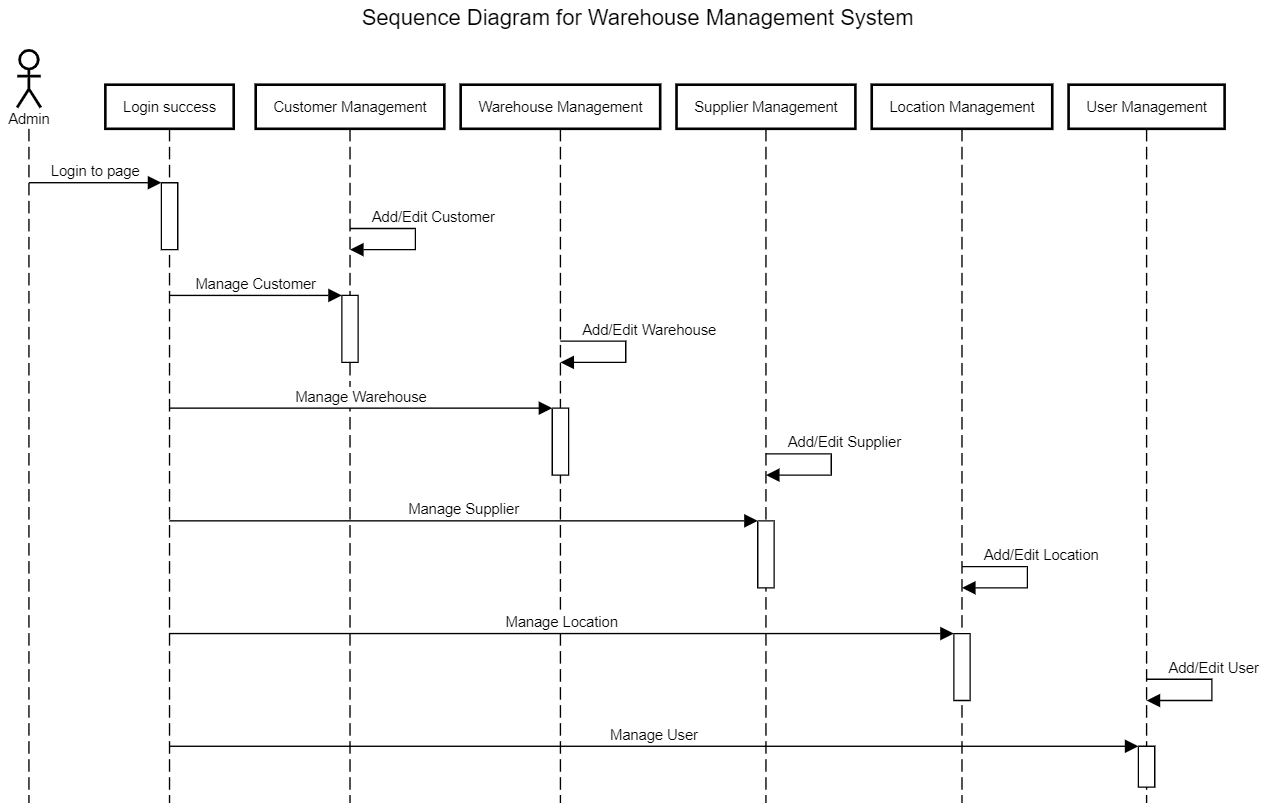 Sequence Diagram for Warehouse Management System
Admin
Login success
Customer Management
Warehouse Management
Supplier Management
Location Management
User Management
Login to page
Add/Edit Customer
Manage Customer
Add/Edit Warehouse
Manage Warehouse
Add/Edit Supplier
Manage Supplier
Add/Edit Location
Manage Location
Add/Edit User
Manage User